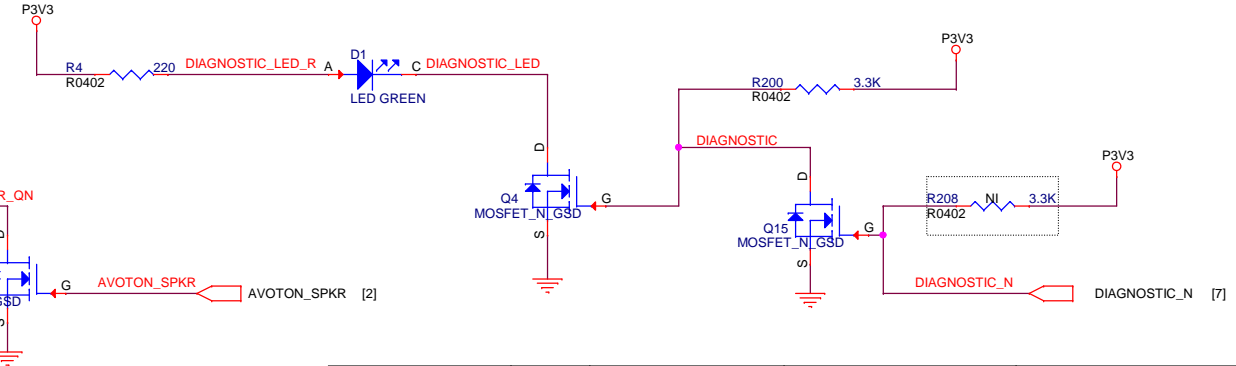 P3V3
R4
220
R0402
DIAGNOSTIC_LED_R
A
D1
LED GREEN
C
DIAGNOSTIC_LED
P3V3
R200
3.3K
R0402
DIAGNOSTIC
P3V3
R208
NI
3.3K
R0402
D
Q4
MOSFET_N_GSD
G
S
D
Q15
MOSFET_N_GSD
G
S
DIAGNOSTIC_N
DIAGNOSTIC_N [7]
R_QN
D
G
GSD
S
AVOTON_SPKR
AVOTON_SPKR [2]